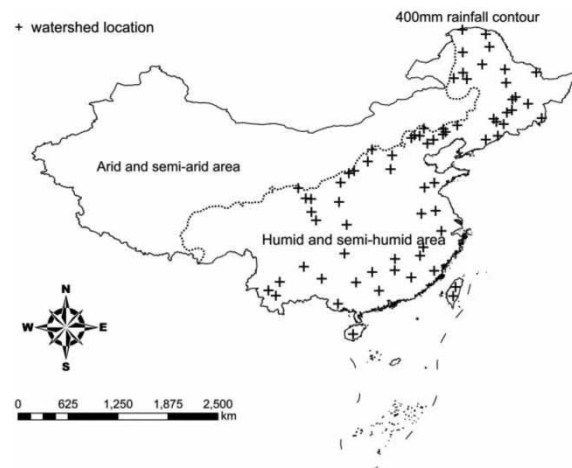 + watershed location
400mm rainfall contour
Arid and semi-arid area
Humid and semi-humid area
N
W E
S
0 625 1,250 1,875 2,500
km